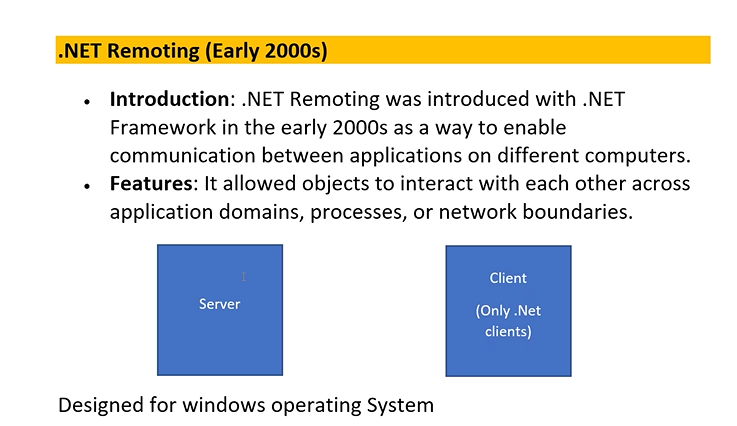 .NET Remoting (Early 2000s)
Introduction: .NET Remoting was introduced with .NET
Framework in the early 2000s as a way to enable
communication between applications on different computers.
Features: It allowed objects to interact with each other across
application domains, processes, or network boundaries.
Server
Client
(Only .Net
clients)
Designed for windows operating System